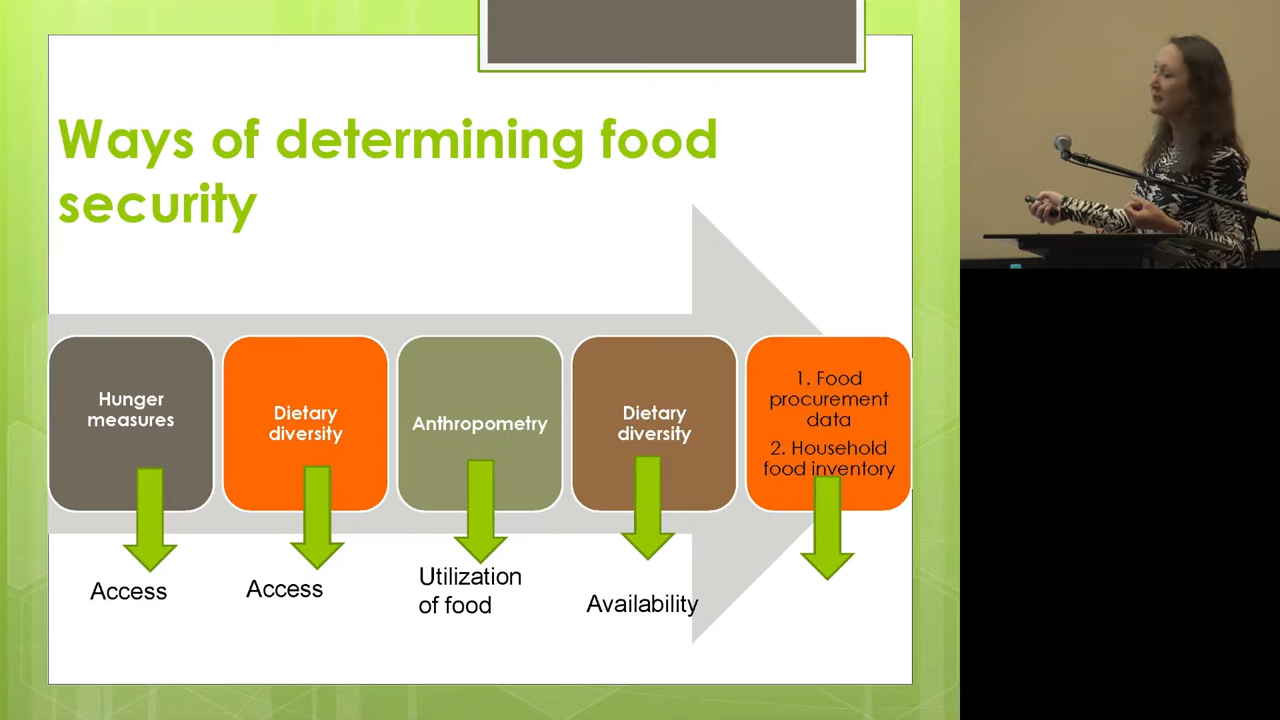 Ways of determining food
security
Hunger
measures
Dietary
diversity
Anthropometry
Dietary
diversity
1. Food
procurement
data
2. Household
food inventory
Access
Access
Utilization
of food
Availability